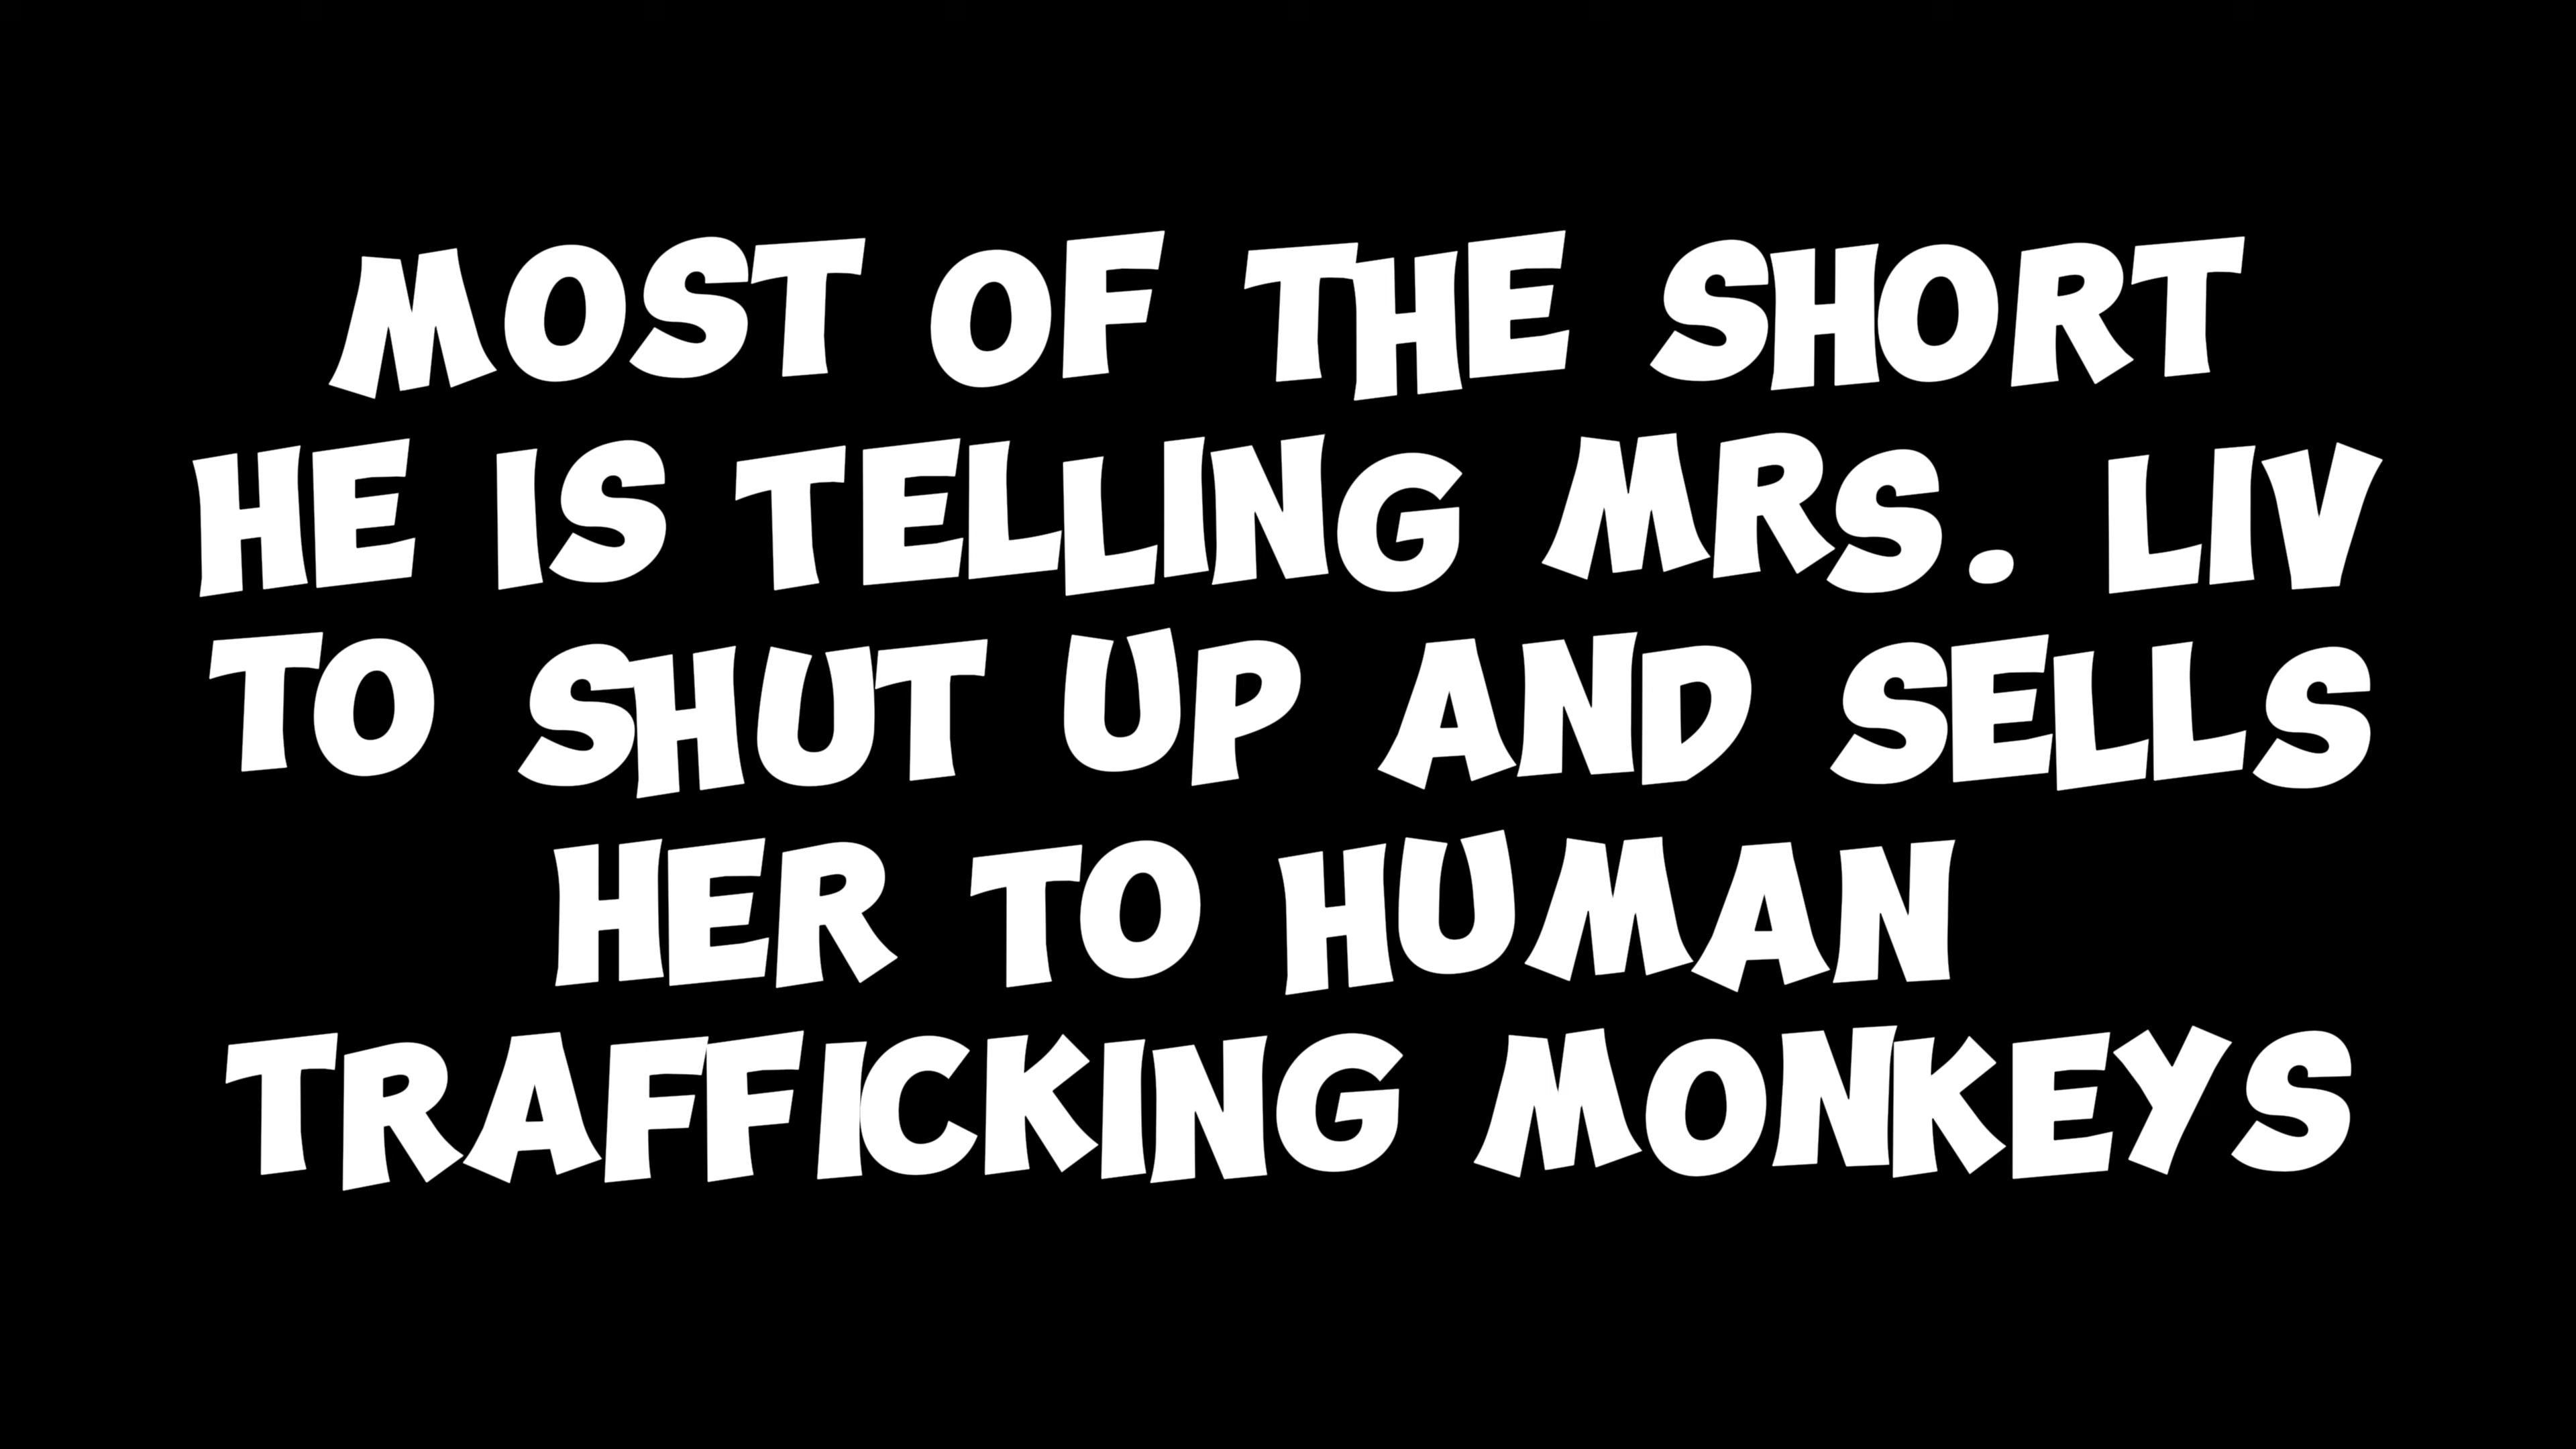 MOST OF THE SHORT
HE IS TELLING MRS. LIV
TO SHUT UP AND SELLS
HER TO HUMAN
TRAFFICKING MONKEYS